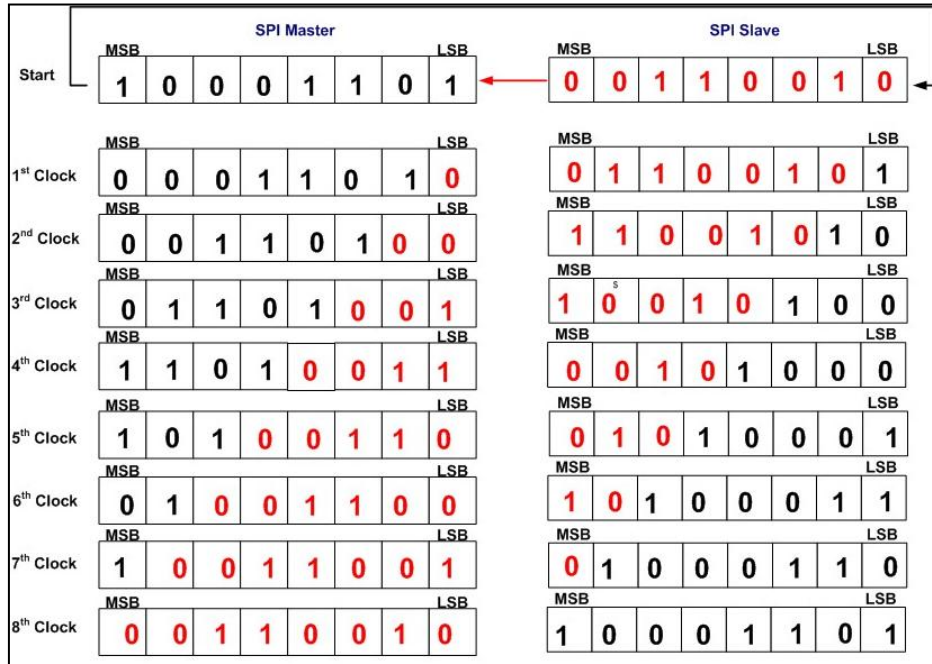 SPI Master SPI Slave
MSB LSB MSB LSB
Start 1 0 0 0 1 1 0 1 0 0 1 1 0 0 1 0
MSB LSB MSB LSB
1st Clock 0 0 0 1 1 0 1 0 0 1 1 0 0 1 0 1
MSB LSB MSB LSB
2nd Clock 0 0 1 1 0 1 0 0 1 1 0 0 1 0 1 0
MSB LSB MSB LSB
3rd Clock 0 1 1 0 1 0 0 1 1 0 s 0 1 0 1 0 0
MSB LSB MSB LSB
4th Clock 1 1 0 1 0 0 1 1 0 0 1 0 1 0 0 0
MSB LSB MSB LSB
5th Clock 1 0 1 0 0 1 1 0 0 1 0 1 0 0 0 1
MSB LSB MSB LSB
6th Clock 0 1 0 0 1 1 0 0 1 0 1 0 0 0 1 1
MSB LSB MSB LSB
7th Clock 1 0 0 1 1 0 0 1 0 1 0 0 0 1 1 0
MSB LSB MSB LSB
8th Clock 0 0 1 1 0 0 1 0 1 0 0 0 1 1 0 1